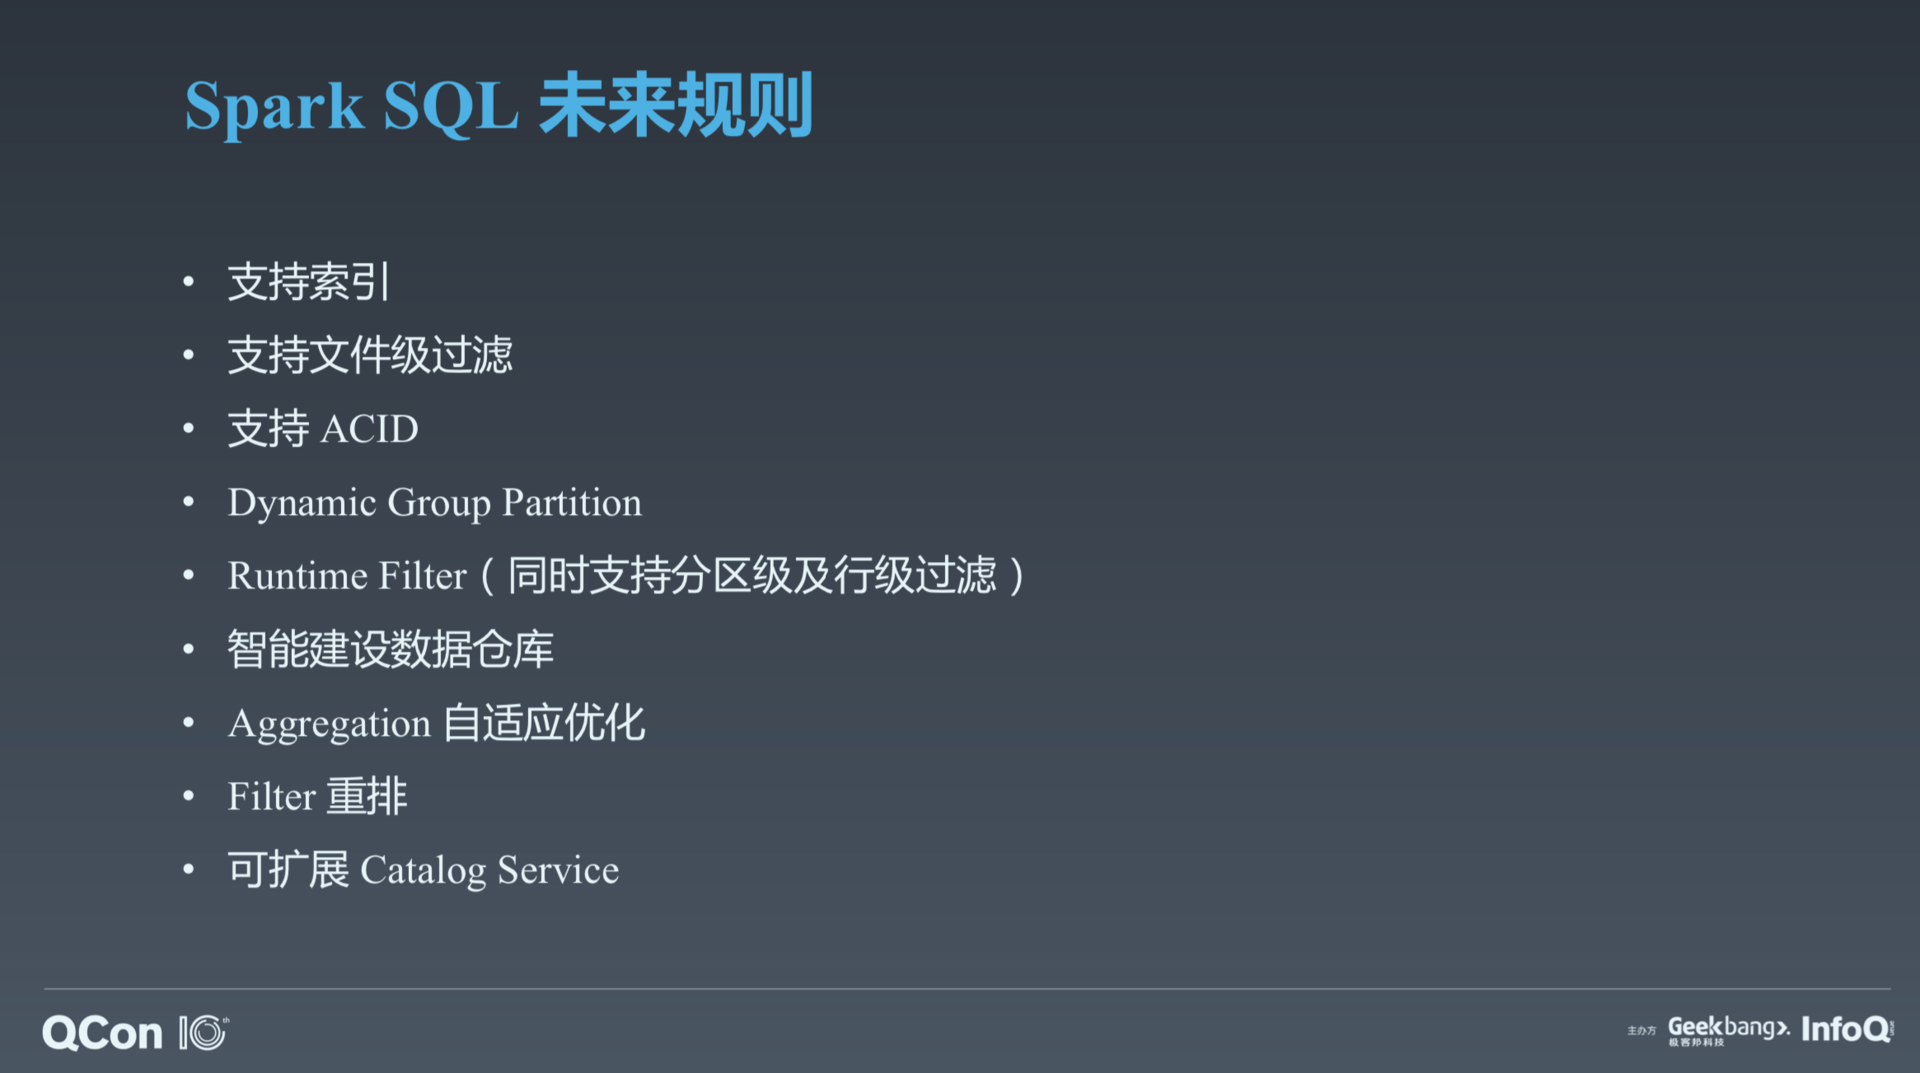 Spark SQL 未来规则
• 支持索引
• 支持文件级过滤
• 支持 ACID
• Dynamic Group Partition
• Runtime Filter（同时支持分区级及行级过滤）
• 智能建设数据仓库
• Aggregation 自适应优化
• Filter 重排
• 可扩展 Catalog Service
QCon 10th
主办方 Geekbang>. InfoQ
极客邦科技